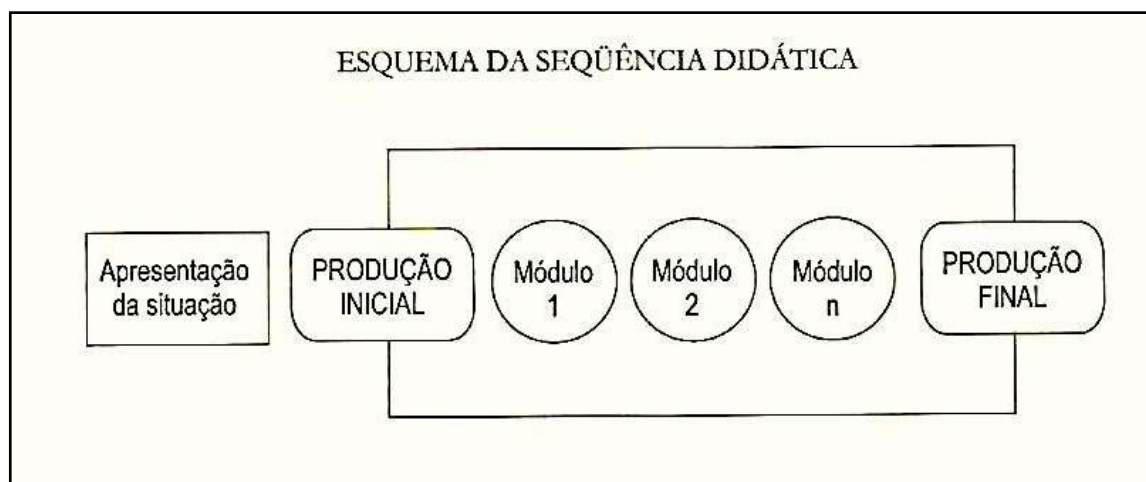 ESQUEMA DA SEQÜÊNCIA DIDÁTICA
Apresentação
da situação
PRODUÇÃO
INICIAL
Módulo
1
Módulo
2
Módulo
n
PRODUÇÃO
FINAL